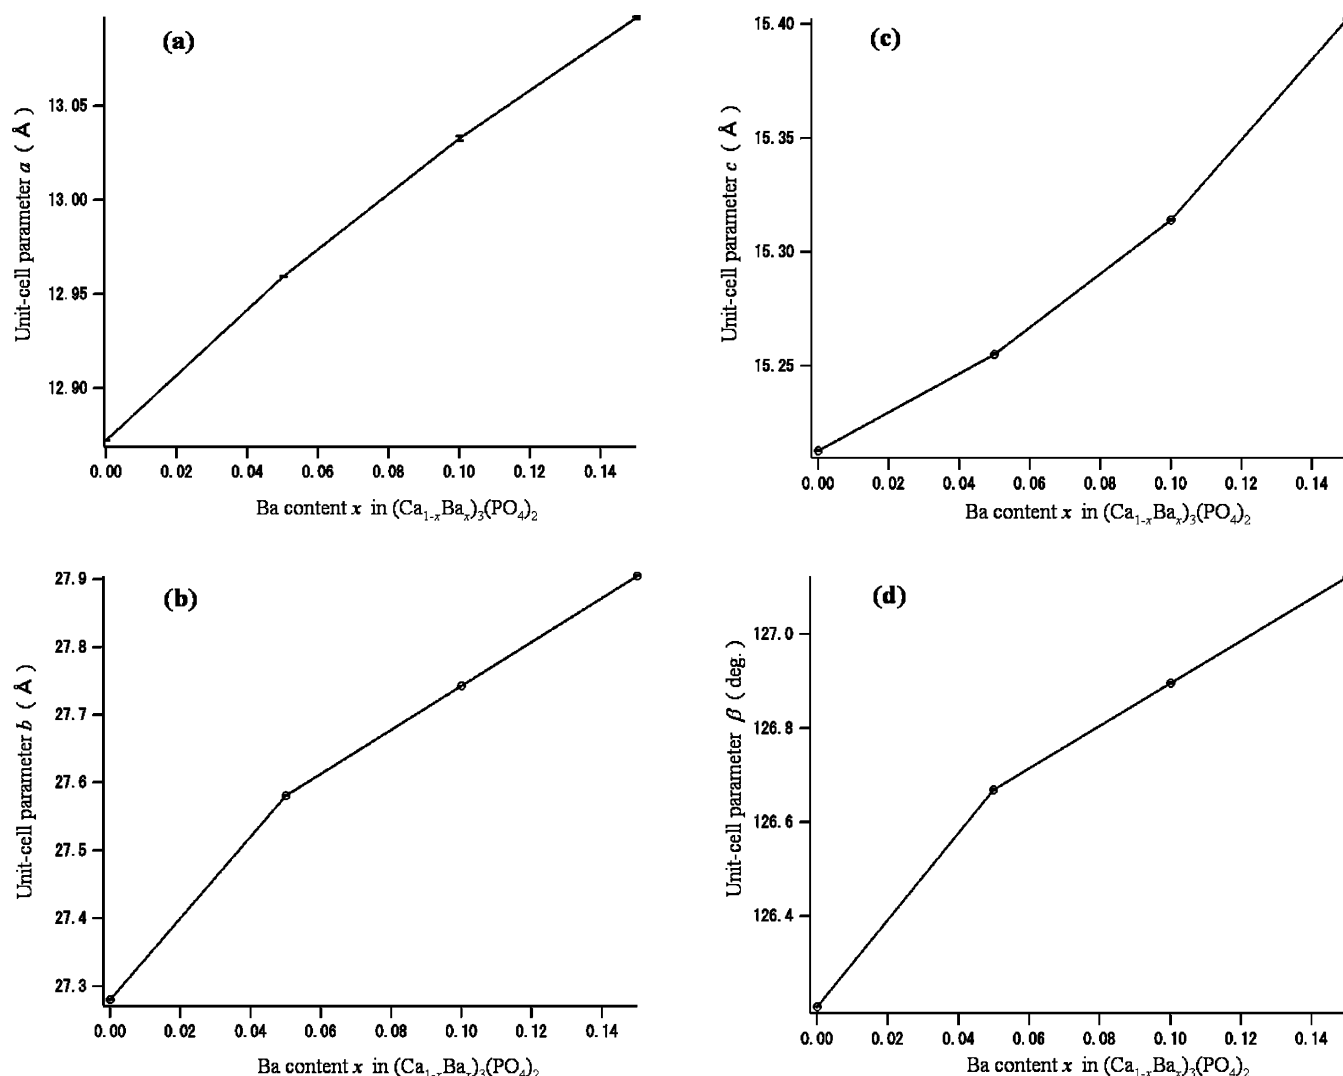 (a)
Unit-cell parameter a ( Å )
13.05
13.00
12.95
12.90
0.00 0.02 0.04 0.06 0.08 0.10 0.12 0.14
Ba content x in (Ca1-xBax)3(PO4)2
(c)
Unit-cell parameter c ( Å )
15.40
15.35
15.30
15.25
0.00 0.02 0.04 0.06 0.08 0.10 0.12 0.14
Ba content x in (Ca1-xBax)3(PO4)2
(b)
Unit-cell parameter b ( Å )
27.9
27.8
27.7
27.6
27.5
27.4
27.3
0.00 0.02 0.04 0.06 0.08 0.10 0.12 0.14
Ba content x in (Ca1-xBax)3(PO4)2
(d)
Unit-cell parameter β ( deg. )
127.0
126.8
126.6
126.4
0.00 0.02 0.04 0.06 0.08 0.10 0.12 0.14
Ba content x in (Ca1-xBax)3(PO4)2